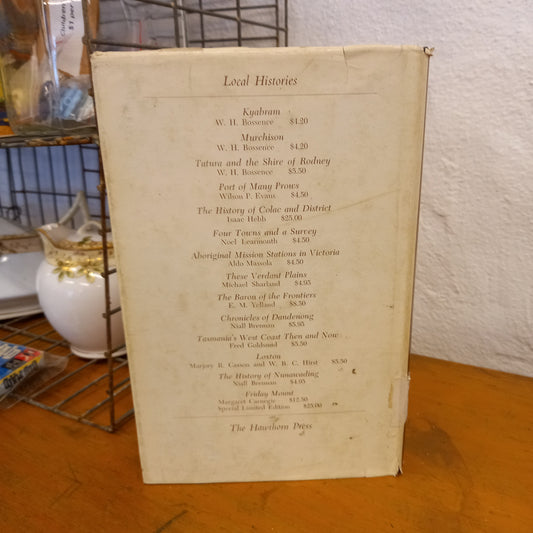 Children
$1 per
Local Histories
Kyabram
W. H. Bossence $4.20
Murchison
W. H. Bossence $4.20
Tatura and the Shire of Rodney
W. H. Bossence $5.50
Port of Many Prows
Wilson P. Evans $4.50
The History of Colac and District
Isaac Hebb $25.00
Four Towns and a Survey
Noel Learmonth $4.50
Aboriginal Mission Stations in Victoria
Aldo Massola $4.50
These Verdant Plains
Michael Sharland $4.95
The Baron of the Frontiers
E. M. Yelland $8.50
Chronicles of Dandenong
Niall Brennan $5.95
Tasmania's West Coast Then and Now
Fred Goldsund $5.50
Loxton
Marjory R. Casson and W. B. C. Hirst $5.50
The History of Nunawading
Niall Brennan $4.95
Friday Mount
Margaret Carnegie $12.50
Special Limited Edition $25.00
The Hawthorn Press